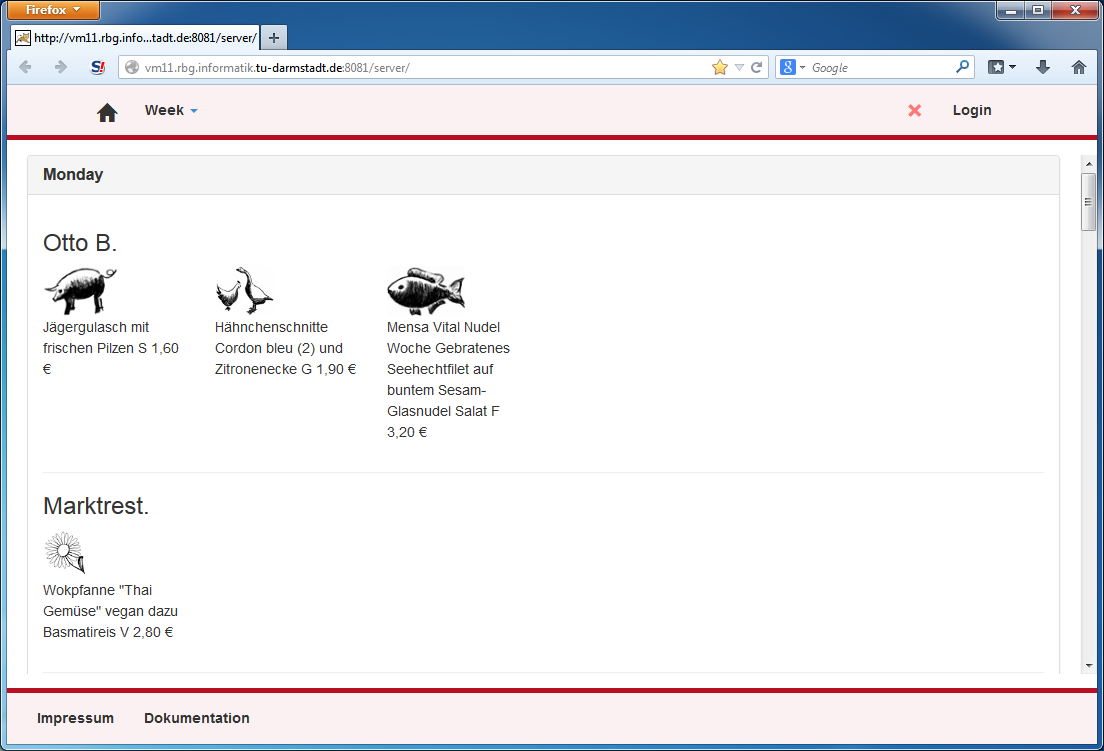 Firefox
http://vm11.rbg.info...tadt.de:8081/server/
vm11.rbg.informatik.tu-darmstadt.de:8081/server/
Google
Week
Login
Monday
Otto B.
Jägergulasch mit
frischen Pilzen S 1,60
€
Hähnchenschnitte
Cordon bleu (2) und
Zitronenecke G 1,90 €
Mensa Vital Nudel
Woche Gebratenes
Seehechtfilet auf
buntem Sesam-
Glasnudel Salat F
3,20 €
Marktrest.
Wokpfanne "Thai
Gemüse" vegan dazu
Basmatireis V 2,80 €
Impressum
Dokumentation